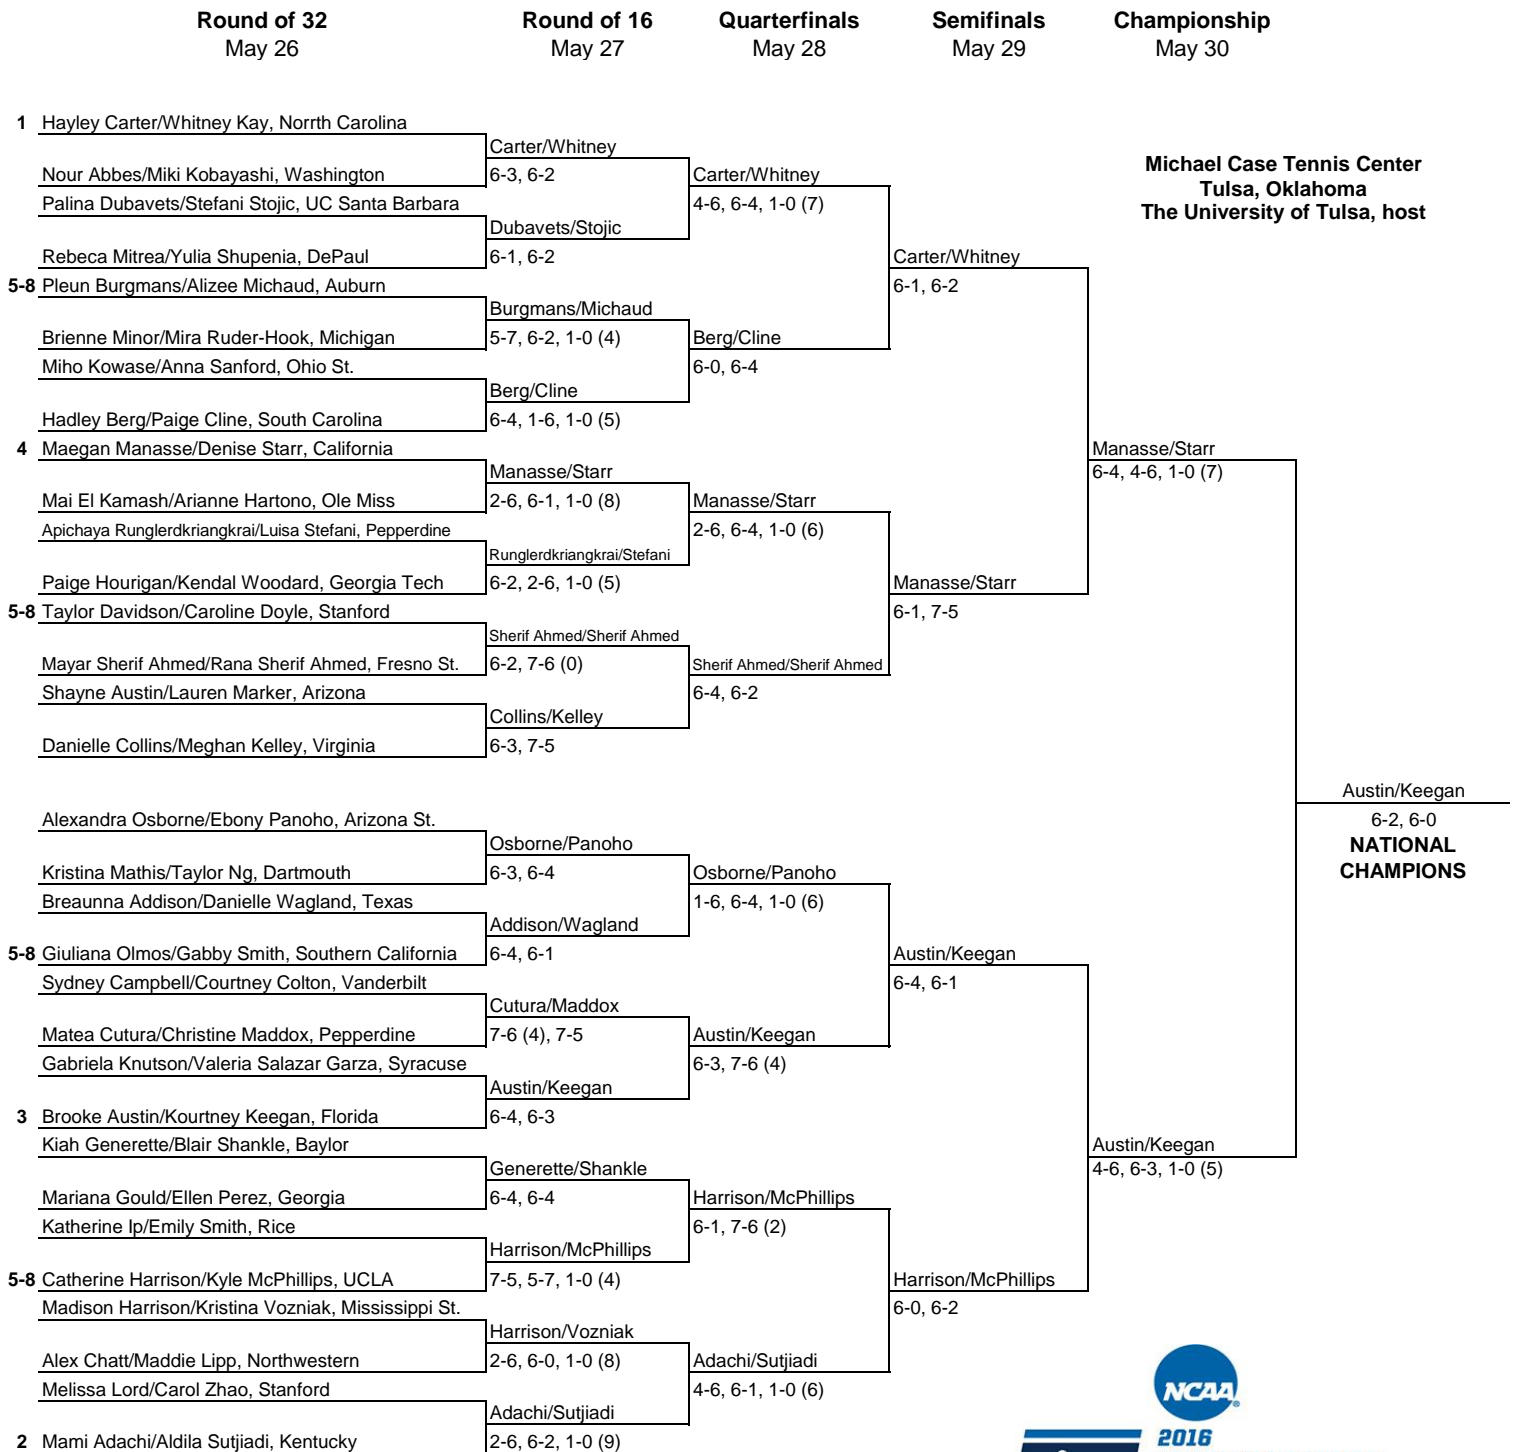 Round of 32 Round of 16 Quarterfinals Semifinals Championship
May 26 May 27 May 28 May 29 May 30
1 Hayley Carter/Whitney Kay, Norrth Carolina
Carter/Whitney
Nour Abbes/Miki Kobayashi, Washington 6-3, 6-2 Carter/Whitney
Palina Dubavets/Stefani Stojic, UC Santa Barbara 4-6, 6-4, 1-0 (7)
Dubavets/Stojic
Rebeca Mitrea/Yulia Shupenia, DePaul 6-1, 6-2 Carter/Whitney
5-8 Pleun Burgmans/Alizee Michaud, Auburn 6-1, 6-2
Burgmans/Michaud
Brienne Minor/Mira Ruder-Hook, Michigan 5-7, 6-2, 1-0 (4) Berg/Cline
Miho Kowase/Anna Sanford, Ohio St. 6-0, 6-4
Berg/Cline
Hadley Berg/Paige Cline, South Carolina 6-4, 1-6, 1-0 (5)
4 Maegan Manasse/Denise Starr, California Manasse/Starr
Manasse/Starr 6-4, 4-6, 1-0 (7)
Mai El Kamash/Arianne Hartono, Ole Miss 2-6, 6-1, 1-0 (8) Manasse/Starr
Apichaya Runglerdkriangkrai/Luisa Stefani, Pepperdine 2-6, 6-4, 1-0 (6)
Runglerdkriangkrai/Stefani
Paige Hourigan/Kendal Woodard, Georgia Tech 6-2, 2-6, 1-0 (5) Manasse/Starr
5-8 Taylor Davidson/Caroline Doyle, Stanford 6-1, 7-5
Sherif Ahmed/Sherif Ahmed
Mayar Sherif Ahmed/Rana Sherif Ahmed, Fresno St. 6-2, 7-6 (0) Sherif Ahmed/Sherif Ahmed
Shayne Austin/Lauren Marker, Arizona 6-4, 6-2
Collins/Kelley
Danielle Collins/Meghan Kelley, Virginia 6-3, 7-5
Michael Case Tennis Center
Tulsa, Oklahoma
The University of Tulsa, host
Austin/Keegan
Alexandra Osborne/Ebony Panoho, Arizona St. 6-2, 6-0
Osborne/Panoho NATIONAL
Kristina Mathis/Taylor Ng, Dartmouth 6-3, 6-4 Osborne/Panoho CHAMPIONS
Breaunna Addison/Danielle Wagland, Texas 1-6, 6-4, 1-0 (6)
Addison/Wagland
5-8 Giuliana Olmos/Gabby Smith, Southern California 6-4, 6-1 Austin/Keegan
Sydney Campbell/Courtney Colton, Vanderbilt 6-4, 6-1
Cutura/Maddox
Matea Cutura/Christine Maddox, Pepperdine 7-6 (4), 7-5 Austin/Keegan
Gabriela Knutson/Valeria Salazar Garza, Syracuse 6-3, 7-6 (4)
Austin/Keegan
3 Brooke Austin/Kourtney Keegan, Florida 6-4, 6-3
Kiah Generette/Blair Shankle, Baylor Austin/Keegan
Generette/Shankle 4-6, 6-3, 1-0 (5)
Mariana Gould/Ellen Perez, Georgia 6-4, 6-4 Harrison/McPhillips
Katherine Ip/Emily Smith, Rice 6-1, 7-6 (2)
Harrison/McPhillips
5-8 Catherine Harrison/Kyle McPhillips, UCLA 7-5, 5-7, 1-0 (4) Harrison/McPhillips
Madison Harrison/Kristina Vozniak, Mississippi St. 6-0, 6-2
Harrison/Vozniak
Alex Chatt/Maddie Lipp, Northwestern 2-6, 6-0, 1-0 (8) Adachi/Sutjiadi
Melissa Lord/Carol Zhao, Stanford 4-6, 6-1, 1-0 (6)
Adachi/Sutjiadi
2 Mami Adachi/Aldila Sutjiadi, Kentucky 2-6, 6-2, 1-0 (9)
NCAA
2016